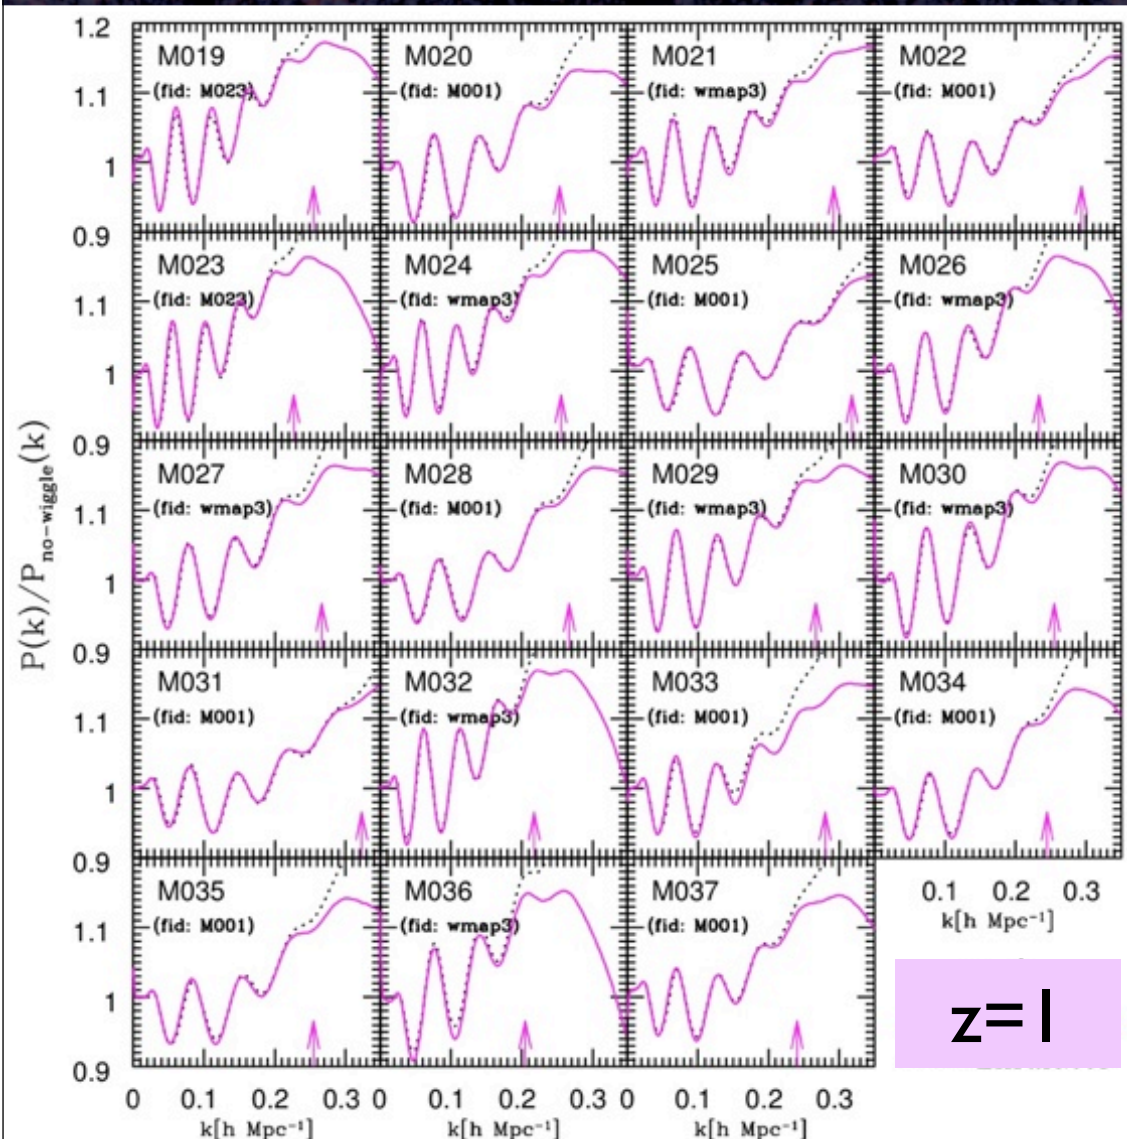 1.2
M019 M020 M021 M022
(fid: M023) (fid: M001) (fid: wmap3) (fid: M001)
1.1
1
0.9
M023 M024 M025 M026
(fid: M023) (fid: wmap3) (fid: M001) (fid: wmap3)
1.1
1
P(k)/P_no-wiggle(k)
0.9
M027 M028 M029 M030
(fid: wmap3) (fid: M001) (fid: wmap3) (fid: wmap3)
1.1
1
0.9
M031 M032 M033 M034
(fid: M001) (fid: wmap3) (fid: M001) (fid: M001)
1.1
1
0.9
0.1 0.2 0.3
k[h Mpc⁻¹]
M035 M036 M037
(fid: M001) (fid: wmap3) (fid: M001)
1.1
1
z=1
0.9
0 0.1 0.2 0.3 0 0.1 0.2 0.3 0 0.1 0.2 0.3
k[h Mpc⁻¹] k[h Mpc⁻¹] k[h Mpc⁻¹]